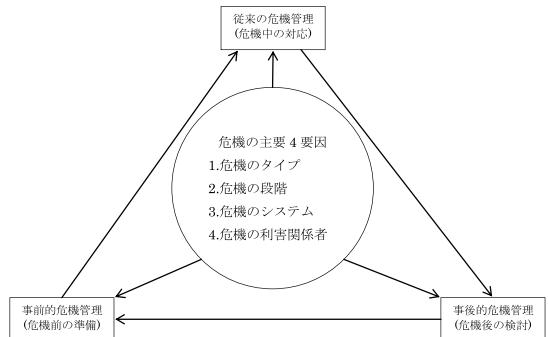 従来の危機管理
(危機中の対応)
危機の主要 4 要因
1.危機のタイプ
2.危機の段階
3.危機のシステム
4.危機の利害関係者
事前的危機管理
(危機前の準備)
事後的危機管理
(危機後の検討)